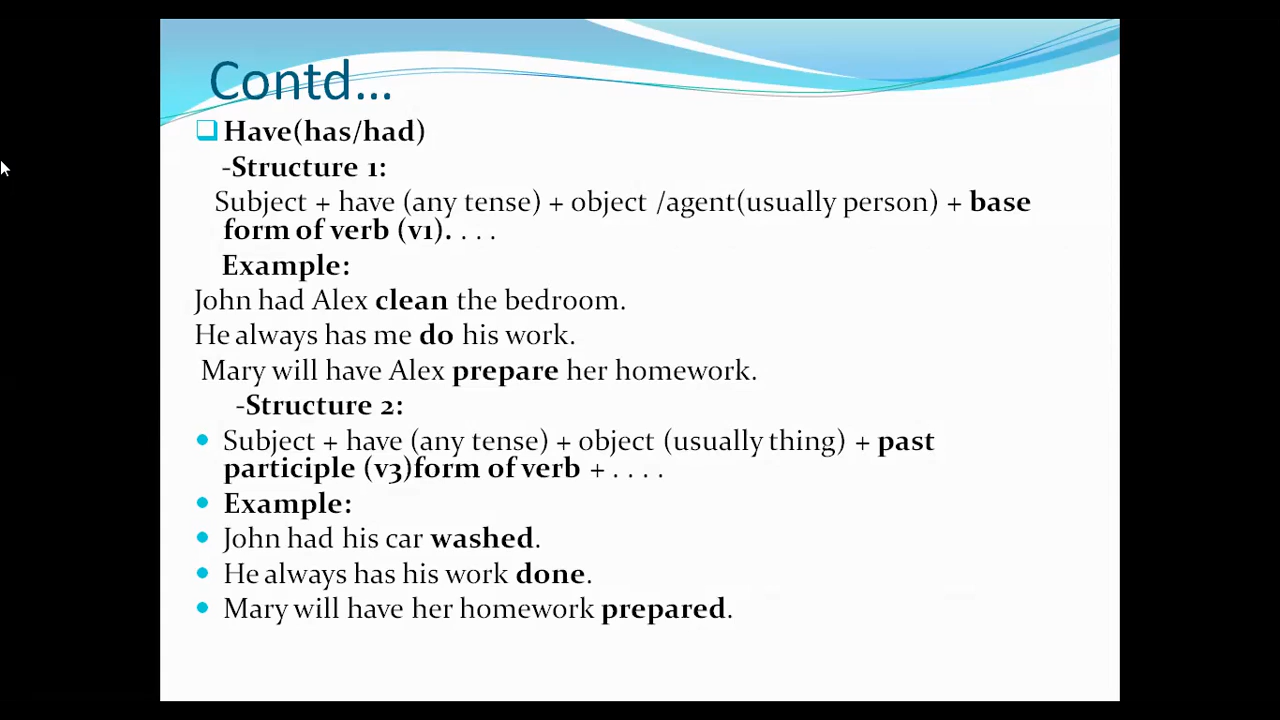 Contd...
Have(has/had)
-Structure 1:
Subject + have (any tense) + object /agent(usually person) + base
form of verb (v1). . . .
Example:
John had Alex clean the bedroom.
He always has me do his work.
Mary will have Alex prepare her homework.
-Structure 2:
Subject + have (any tense) + object (usually thing) + past
participle (v3)form of verb + . . . .
Example:
John had his car washed.
He always has his work done.
Mary will have her homework prepared.